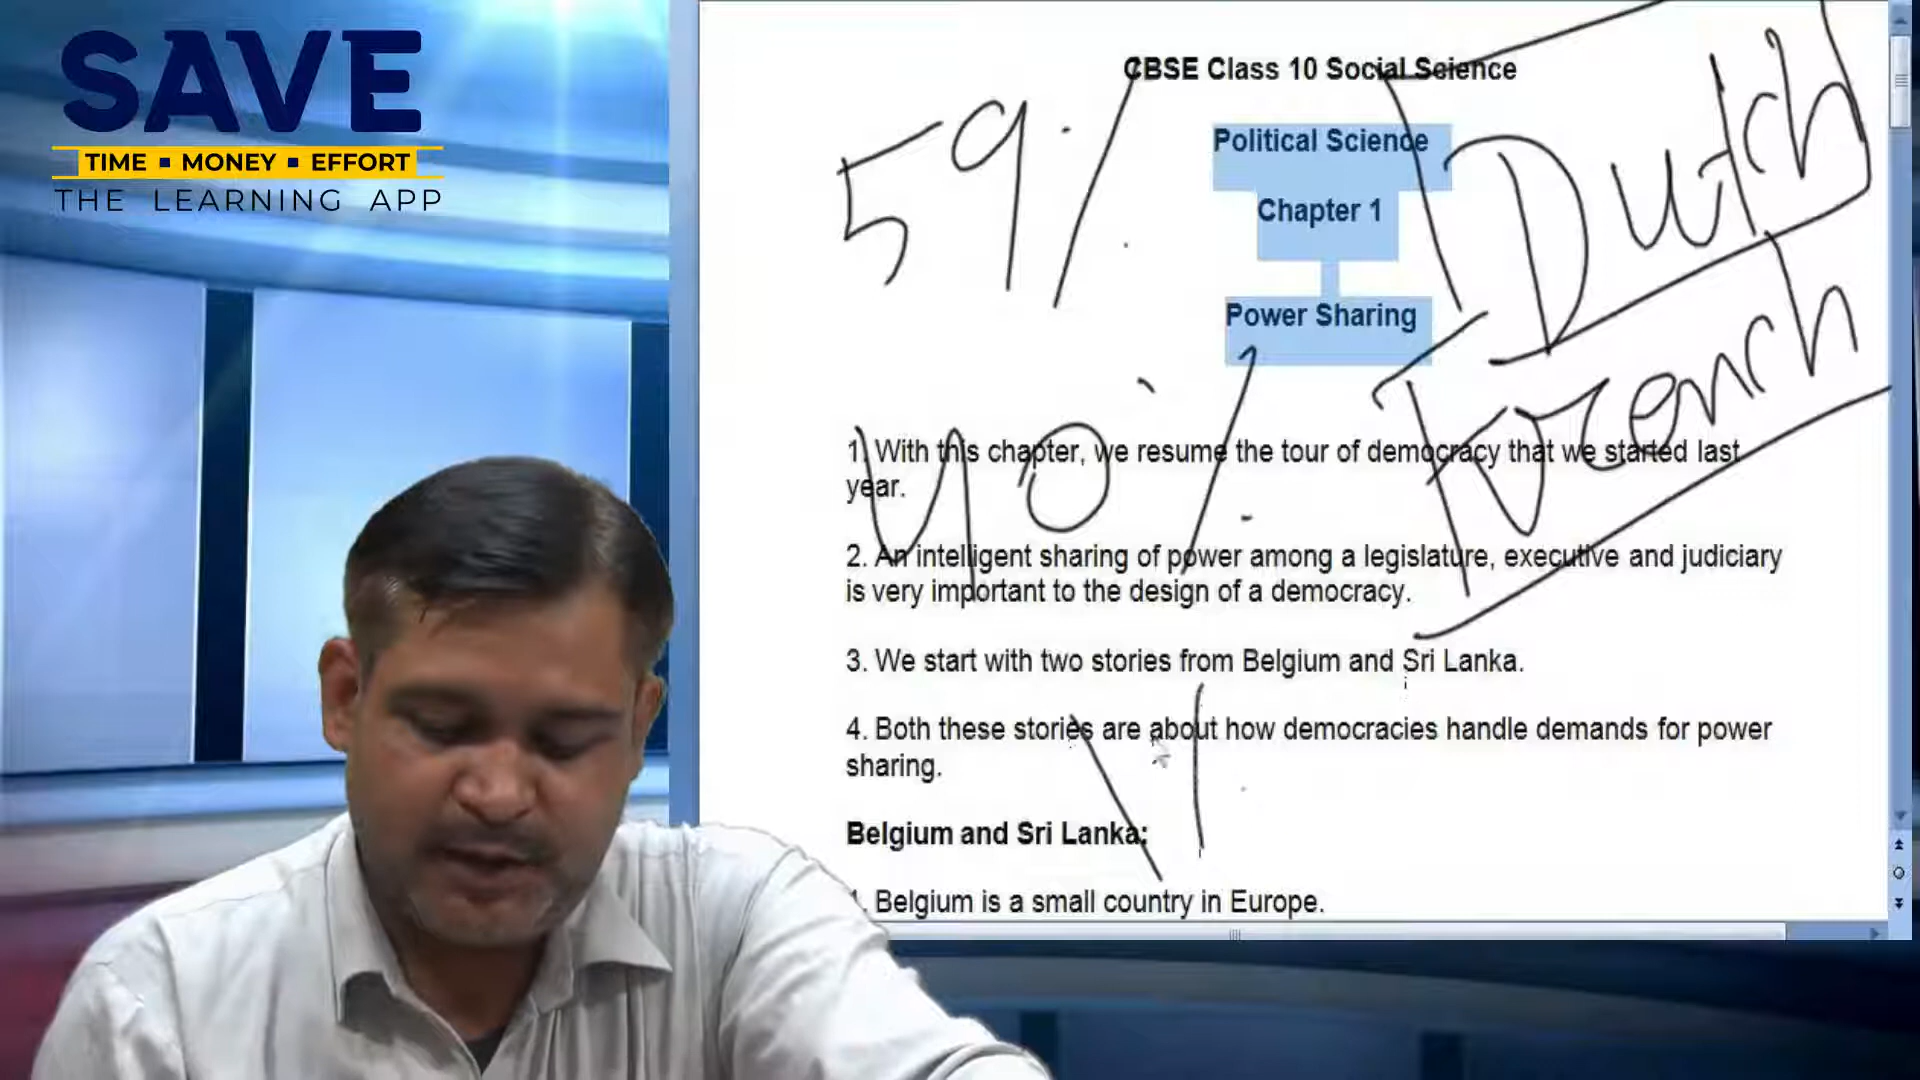 SAVE
TIME ▪ MONEY ▪ EFFORT
THE LEARNING APP
CBSE Class 10 Social Science
Political Science
Chapter 1
Power Sharing
59%
Dutch
40%
French
1. With this chapter, we resume the tour of democracy that we started last
year.
2. An intelligent sharing of power among a legislature, executive and judiciary
is very important to the design of a democracy.
3. We start with two stories from Belgium and Sri Lanka.
4. Both these stories are about how democracies handle demands for power
sharing.
Belgium and Sri Lanka:
1. Belgium is a small country in Europe.